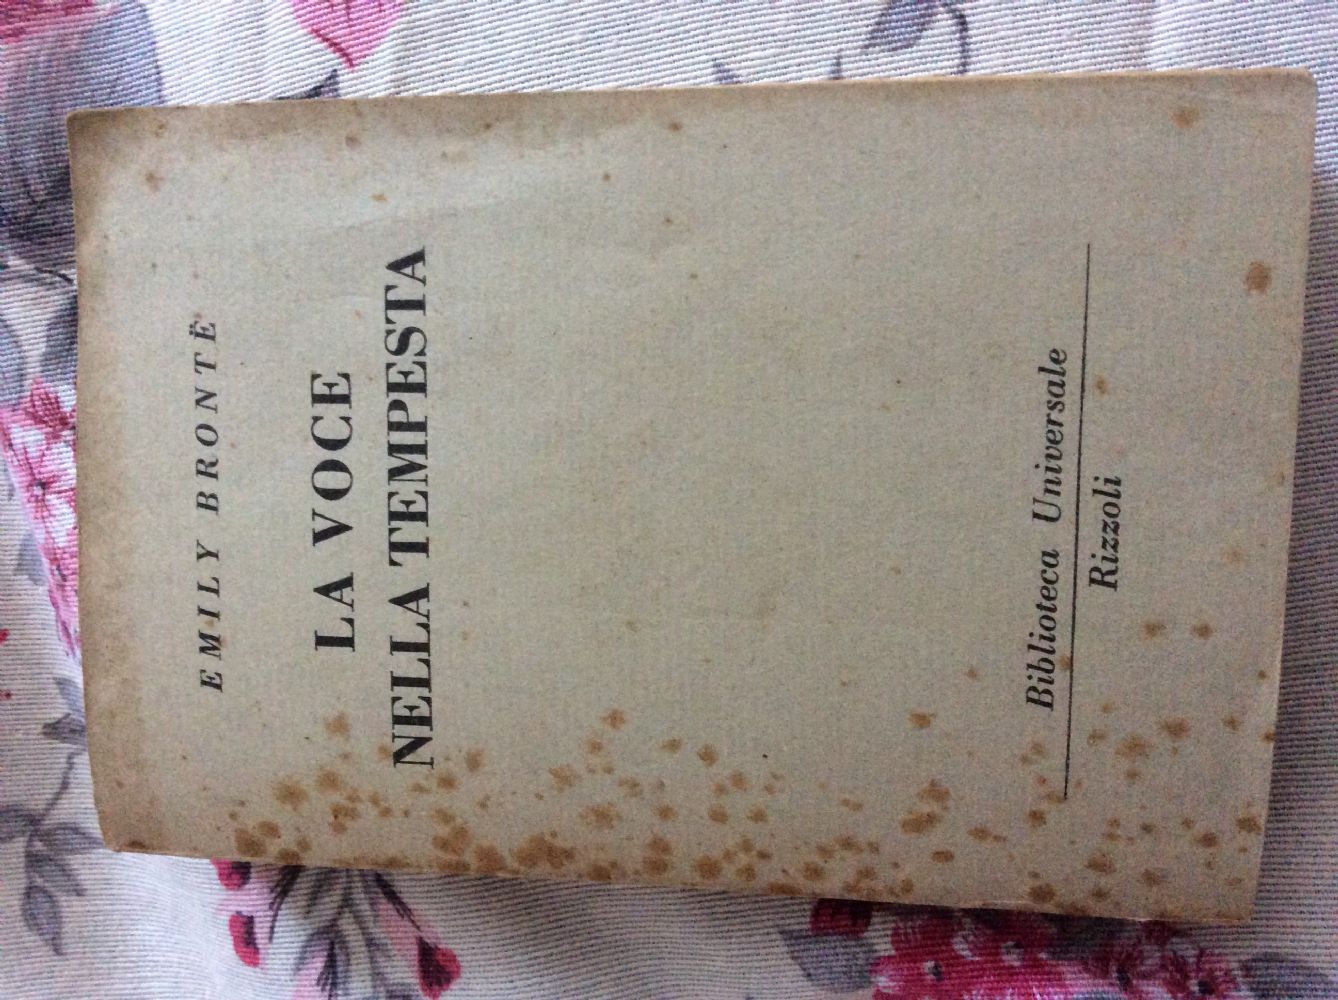 EMILY BRONTË
LA VOCE
NELLA TEMPESTA
Biblioteca Universale
Rizzoli